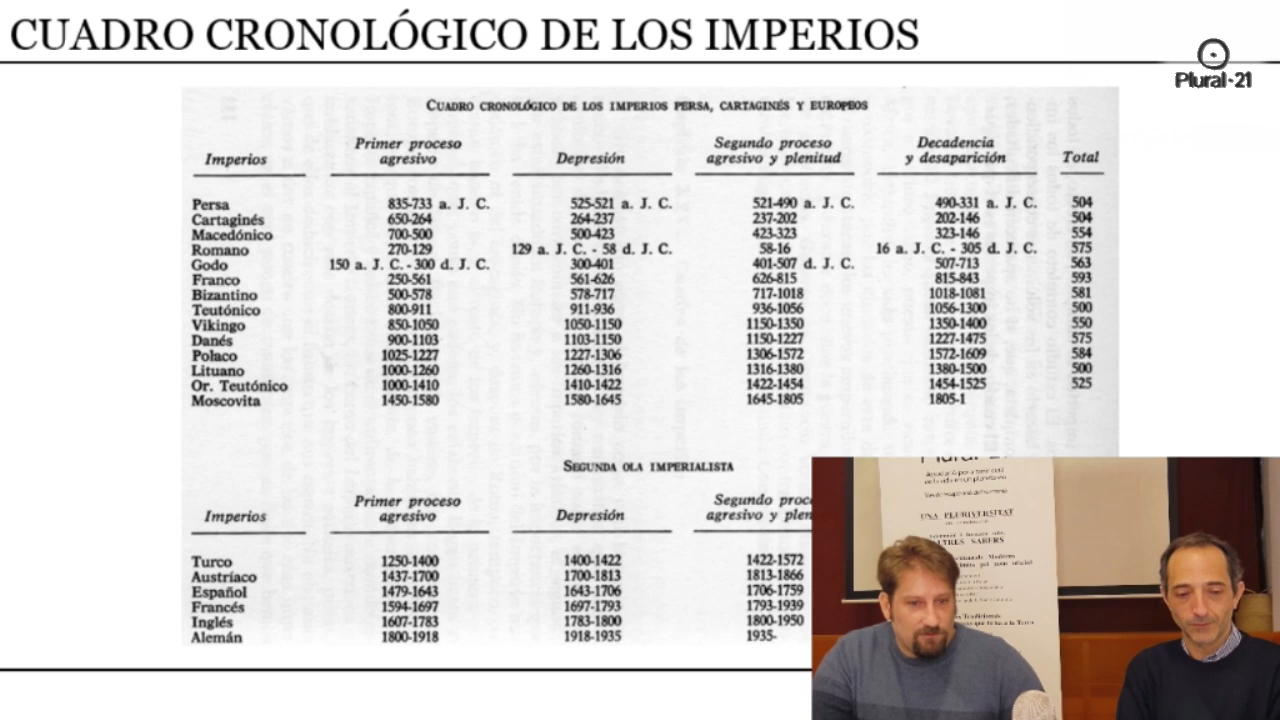 CUADRO CRONOLÓGICO DE LOS IMPERIOS
Plural-21
CUADRO CRONOLÓGICO DE LOS IMPERIOS PERSA, CARTAGINÉS Y EUROPEOS
Imperios Primer proceso agresivo Depresión Segundo proceso agresivo y plenitud Decadencia y desaparición Total
Persa 835-733 a. J. C. 525-521 a. J. C. 521-490 a. J. C. 490-331 a. J. C. 504
Cartaginés 650-264 264-237 237-202 202-146 504
Macedónico 700-500 500-423 423-323 323-146 554
Romano 270-129 129 a. J. C. - 58 d. J. C. 58-16 16 a. J. C. - 305 d. J. C. 575
Godo 150 a. J. C. - 300 d. J. C. 300-401 401-507 d. J. C. 507-713 563
Franco 250-561 561-626 626-815 815-843 593
Bizantino 500-578 578-717 717-1018 1018-1081 581
Teutónico 800-911 911-936 936-1056 1056-1300 500
Vikingo 850-1050 1050-1150 1150-1350 1350-1400 550
Danés 900-1103 1103-1150 1150-1227 1227-1475 575
Polaco 1025-1227 1227-1306 1306-1572 1572-1609 584
Lituano 1000-1260 1260-1316 1316-1380 1380-1500 500
Or. Teutónico 1000-1410 1410-1422 1422-1454 1454-1525 525
Moscovita 1450-1580 1580-1645 1645-1805 1805-1
SEGUNDA OLA IMPERIALISTA
Imperios Primer proceso agresivo Depresión Segundo proc agresivo y plen
Turco 1250-1400 1400-1422 1422-1572
Austríaco 1437-1700 1700-1813 1813-1866
Español 1479-1643 1643-1706 1706-1759
Francés 1594-1697 1697-1793 1793-1939
Inglés 1607-1783 1783-1800 1800-1950
Alemán 1800-1918 1918-1935 1935-
UNA PLURIVERSITAT
SABERS